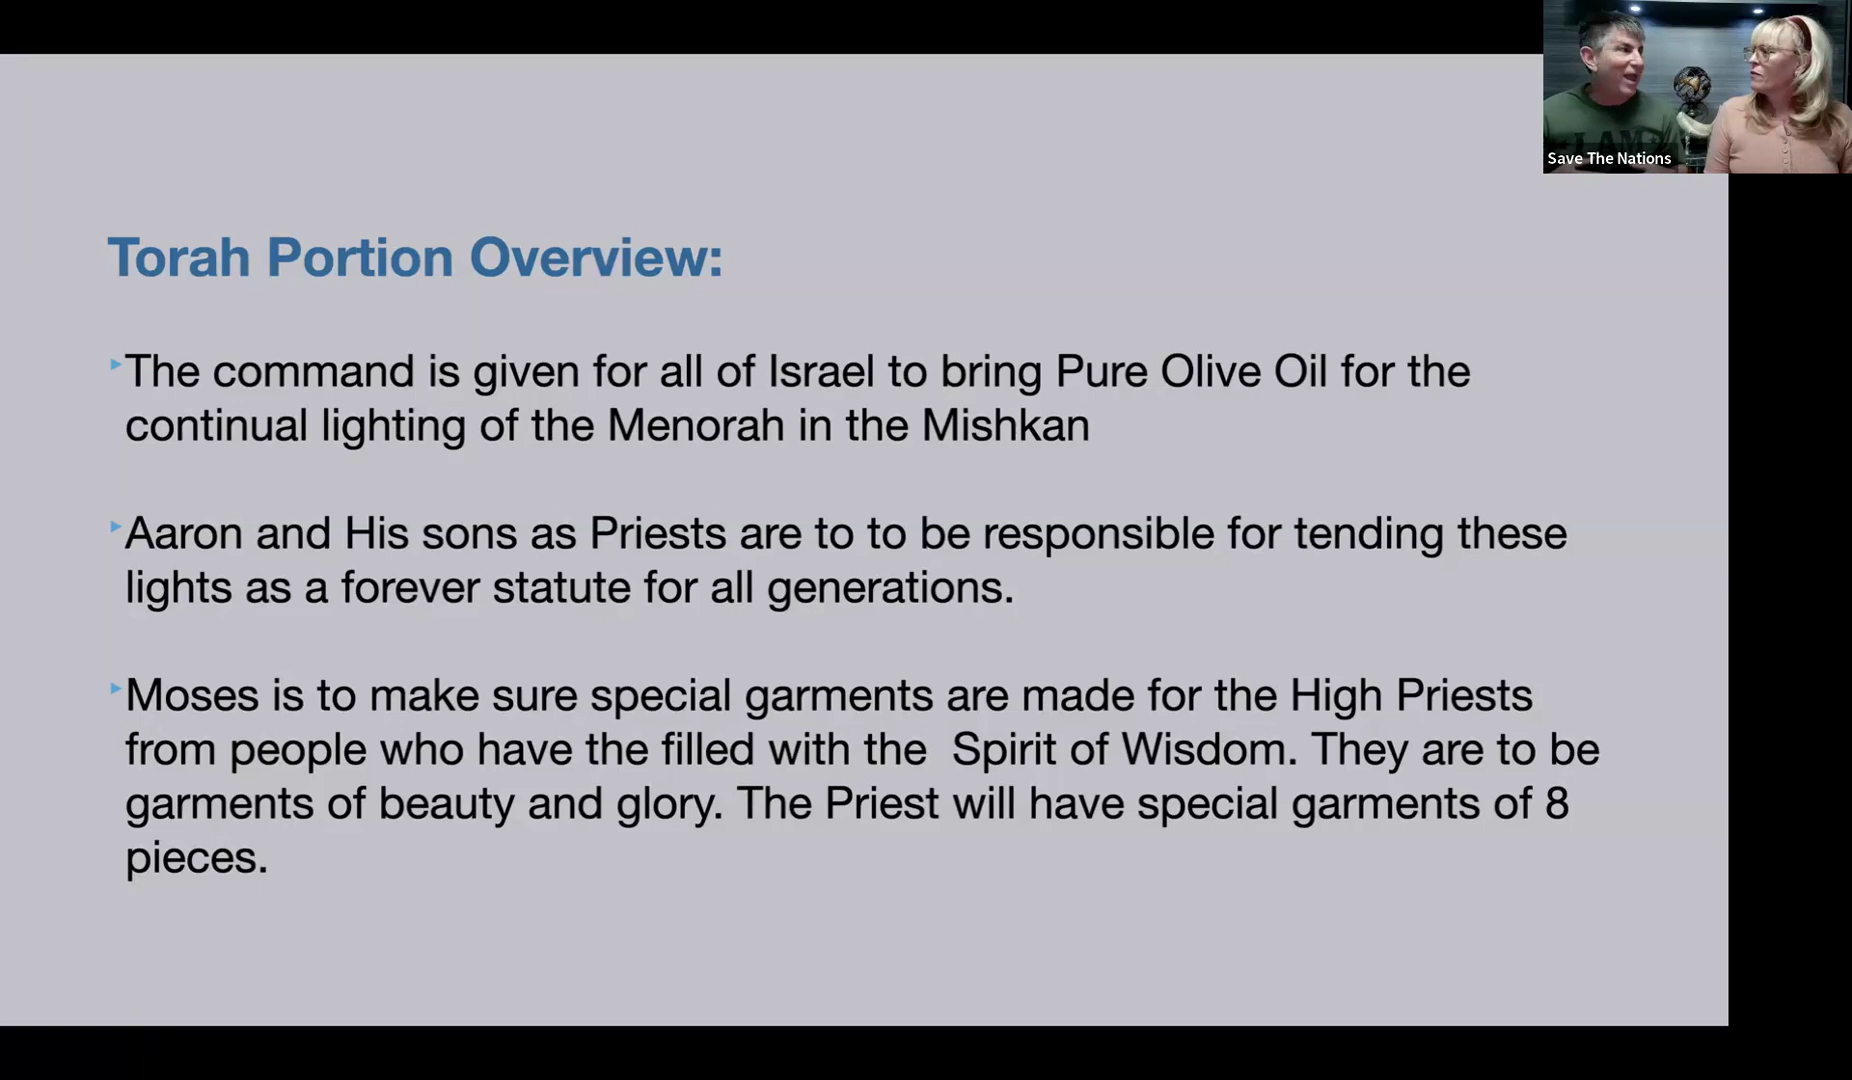 Save The Nations
Torah Portion Overview:
‣The command is given for all of Israel to bring Pure Olive Oil for the
continual lighting of the Menorah in the Mishkan
‣Aaron and His sons as Priests are to to be responsible for tending these
lights as a forever statute for all generations.
‣Moses is to make sure special garments are made for the High Priests
from people who have the filled with the  Spirit of Wisdom. They are to be
garments of beauty and glory. The Priest will have special garments of 8
pieces.